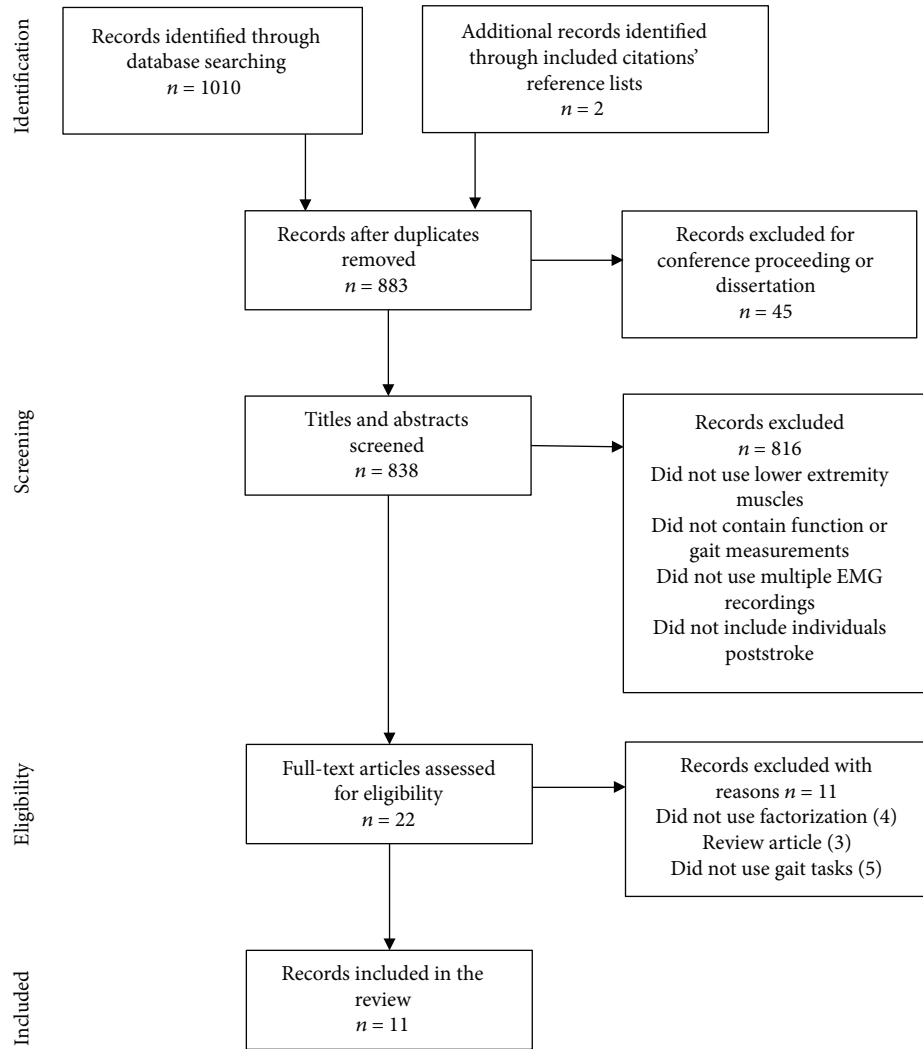 Identification
Records identified through
database searching
n = 1010
Additional records identified
through included citations’
reference lists
n = 2
Records after duplicates
removed
n = 883
Records excluded for
conference proceeding or
dissertation
n = 45
Screening
Titles and abstracts
screened
n = 838
Records excluded
n = 816
Did not use lower extremity
muscles
Did not contain function or
gait measurements
Did not use multiple EMG
recordings
Did not include individuals
poststroke
Eligibility
Full-text articles assessed
for eligibility
n = 22
Records excluded with
reasons n = 11
Did not use factorization (4)
Review article (3)
Did not use gait tasks (5)
Included
Records included in the
review
n = 11